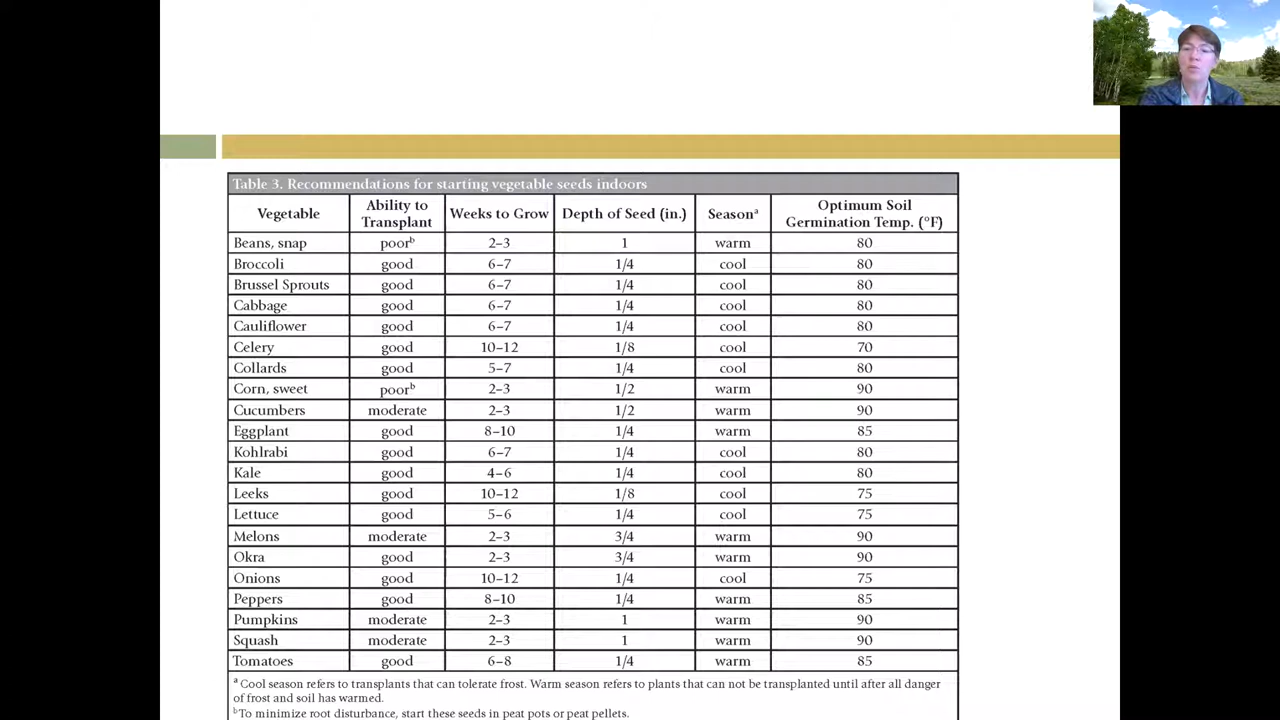 Table 3. Recommendations for starting vegetable seeds indoors
Vegetable Ability to Transplant Weeks to Grow Depth of Seed (in.) Seasonᵃ Optimum Soil Germination Temp. (°F)
Beans, snap poorᵇ 2–3 1 warm 80
Broccoli good 6–7 1/4 cool 80
Brussel Sprouts good 6–7 1/4 cool 80
Cabbage good 6–7 1/4 cool 80
Cauliflower good 6–7 1/4 cool 80
Celery good 10–12 1/8 cool 70
Collards good 5–7 1/4 cool 80
Corn, sweet poorᵇ 2–3 1/2 warm 90
Cucumbers moderate 2–3 1/2 warm 90
Eggplant good 8–10 1/4 warm 85
Kohlrabi good 6–7 1/4 cool 80
Kale good 4–6 1/4 cool 80
Leeks good 10–12 1/8 cool 75
Lettuce good 5–6 1/4 cool 75
Melons moderate 2–3 3/4 warm 90
Okra good 2–3 3/4 warm 90
Onions good 10–12 1/4 cool 75
Peppers good 8–10 1/4 warm 85
Pumpkins moderate 2–3 1 warm 90
Squash moderate 2–3 1 warm 90
Tomatoes good 6–8 1/4 warm 85
ᵃ Cool season refers to transplants that can tolerate frost. Warm season refers to plants that can not be transplanted until after all danger
of frost and soil has warmed.
ᵇ To minimize root disturbance, start these seeds in peat pots or peat pellets.